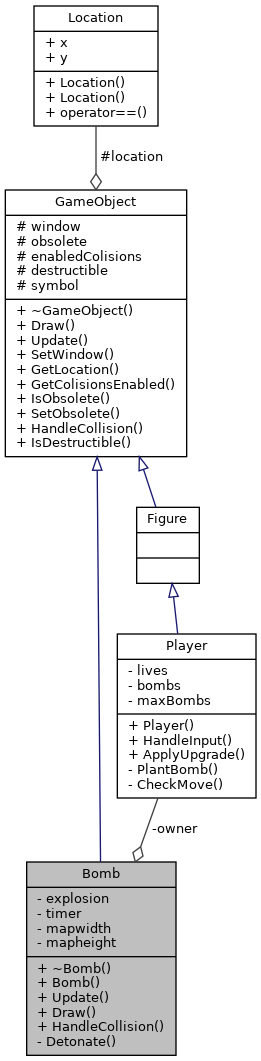 Location
+ x
+ y
+ Location()
+ Location()
+ operator==()
#location
GameObject
# window
# obsolete
# enabledColisions
# destructible
# symbol
+ ~GameObject()
+ Draw()
+ Update()
+ SetWindow()
+ GetLocation()
+ GetColisionsEnabled()
+ IsObsolete()
+ SetObsolete()
+ HandleCollision()
+ IsDestructible()
Figure
Player
- lives
- bombs
- maxBombs
+ Player()
+ HandleInput()
+ ApplyUpgrade()
- PlantBomb()
- CheckMove()
-owner
Bomb
- explosion
- timer
- mapwidth
- mapheight
+ ~Bomb()
+ Bomb()
+ Update()
+ Draw()
+ HandleCollision()
- Detonate()